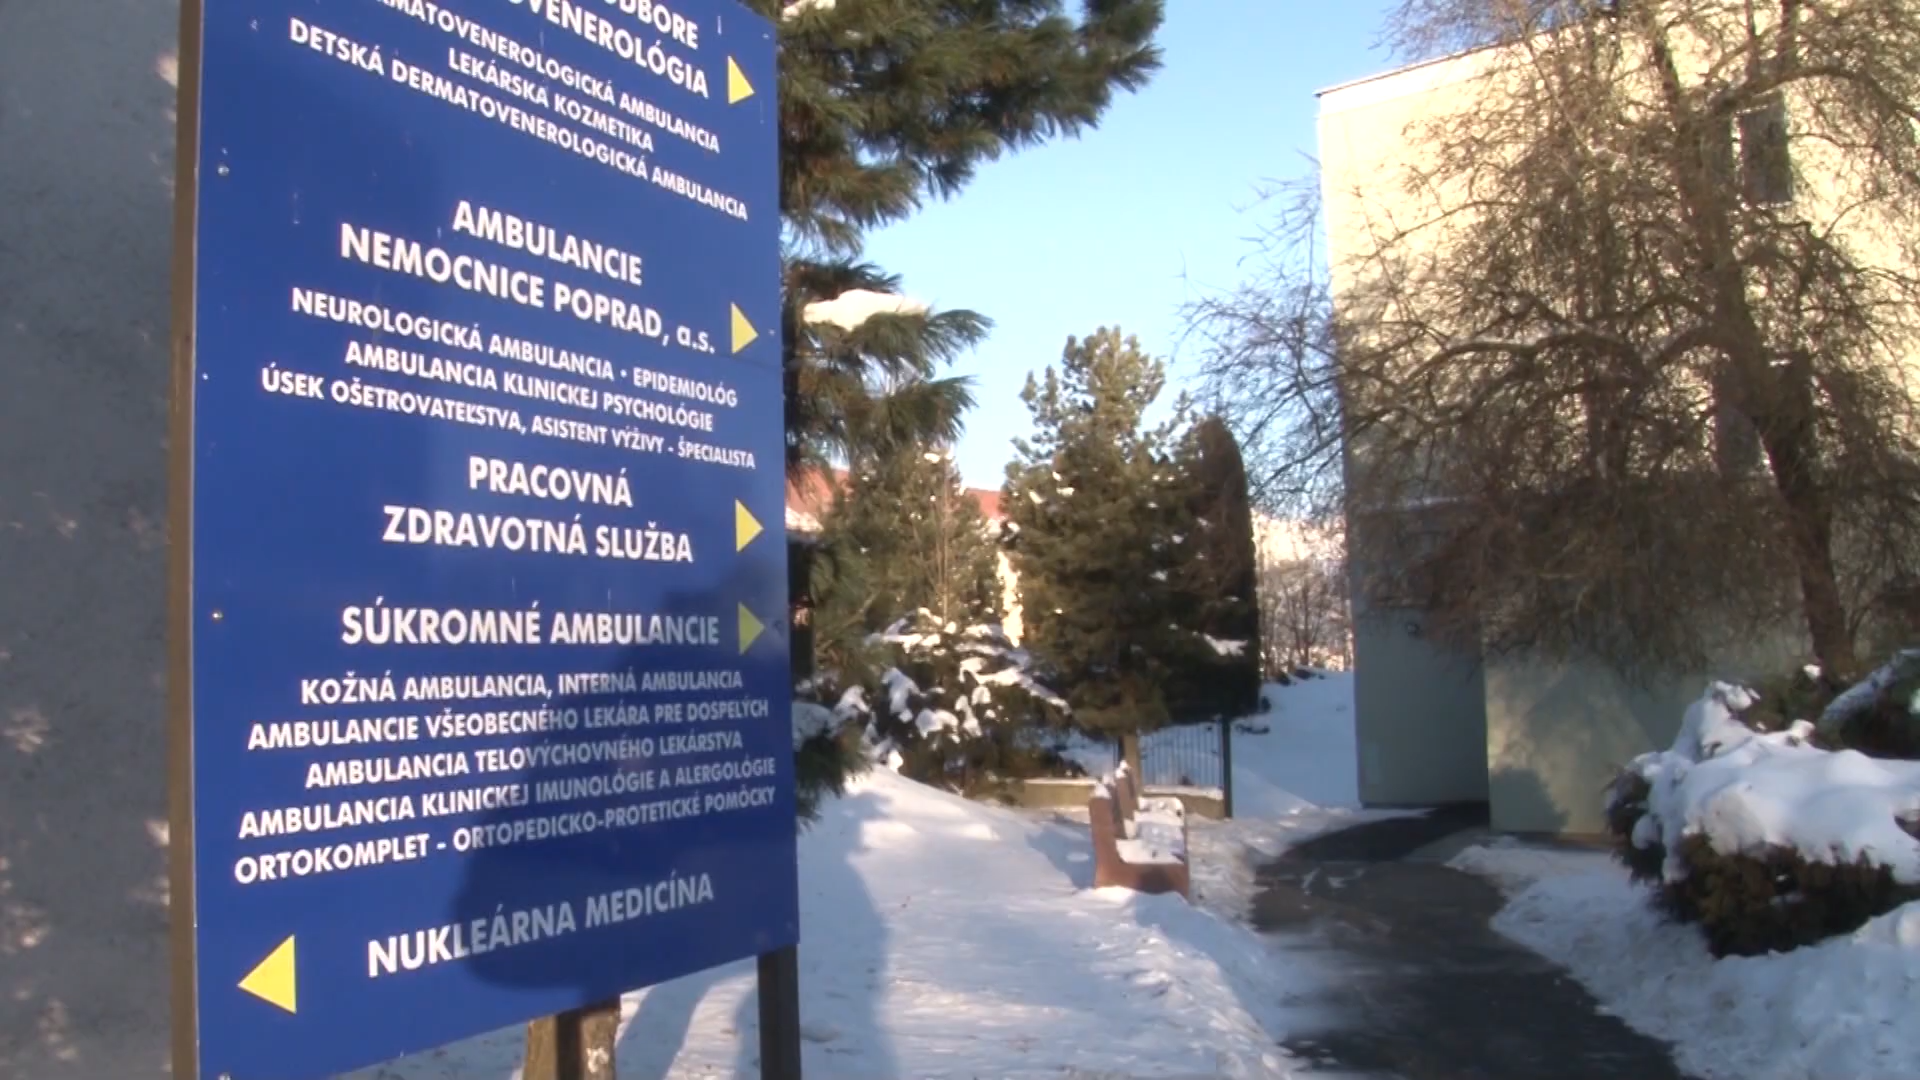 ODBORE
VENEROLÓGIA
DERMATOVENEROLOGICKÁ AMBULANCIA
LEKÁRSKA KOZMETIKA
DETSKÁ DERMATOVENEROLOGICKÁ AMBULANCIA
AMBULANCIE
NEMOCNICE POPRAD, a.s.
NEUROLOGICKÁ AMBULANCIA • EPIDEMIOLÓG
AMBULANCIA KLINICKEJ PSYCHOLÓGIE
ÚSEK OŠETROVATEĽSTVA, ASISTENT VÝŽIVY - ŠPECIALISTA
PRACOVNÁ
ZDRAVOTNÁ SLUŽBA
SÚKROMNÉ AMBULANCIE
KOŽNÁ AMBULANCIA, INTERNÁ AMBULANCIA
AMBULANCIE VŠEOBECNÉHO LEKÁRA PRE DOSPELÝCH
AMBULANCIA TELOVÝCHOVNÉHO LEKÁRSTVA
AMBULANCIA KLINICKEJ IMUNOLÓGIE A ALERGOLÓGIE
ORTOKOMPLET - ORTOPEDICKO-PROTETICKÉ POMÔCKY
NUKLEÁRNA MEDICÍNA